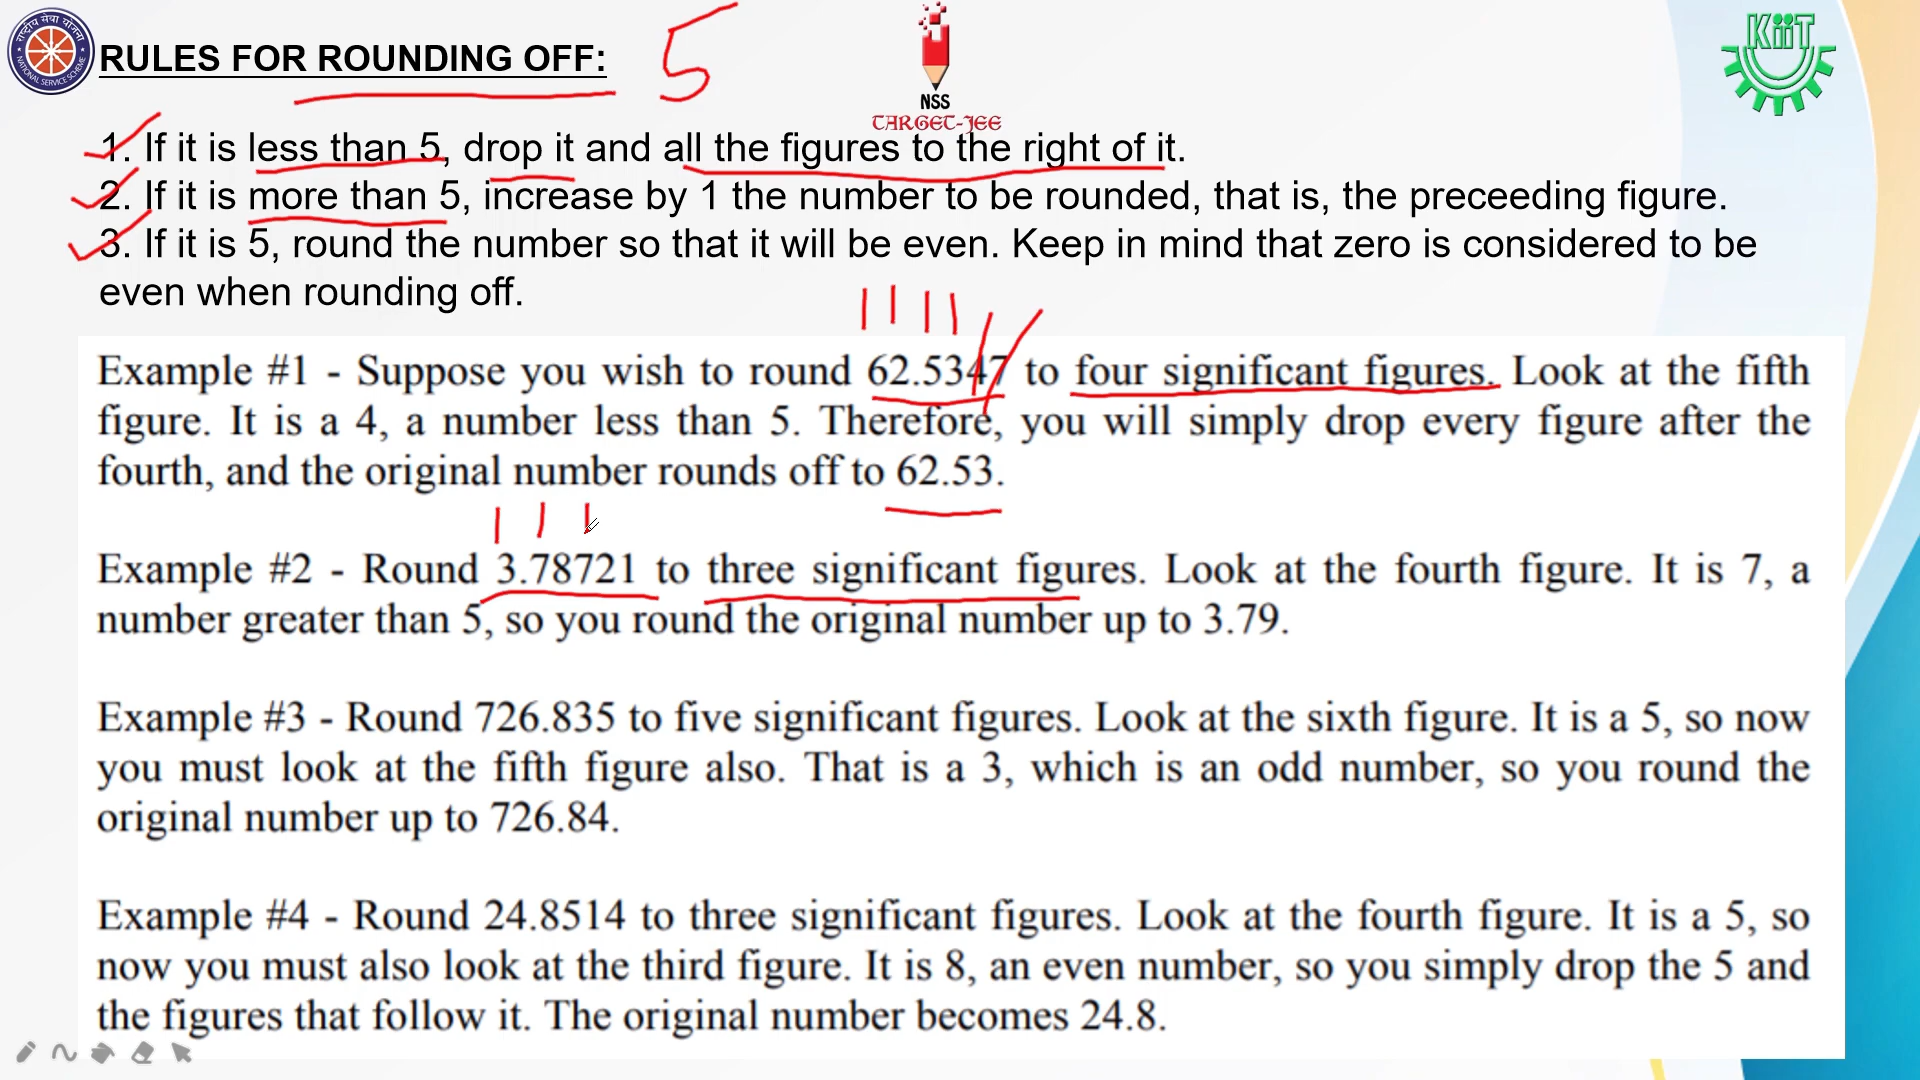 RULES FOR ROUNDING OFF:
5
NSS
TARGET-JEE
KiiT
राष्ट्रीय सेवा योजना
NATIONAL SERVICE SCHEME
1. If it is less than 5, drop it and all the figures to the right of it.
2. If it is more than 5, increase by 1 the number to be rounded, that is, the preceeding figure.
3. If it is 5, round the number so that it will be even. Keep in mind that zero is considered to be
even when rounding off.
Example #1 - Suppose you wish to round 62.5347 to four significant figures. Look at the fifth
figure. It is a 4, a number less than 5. Therefore, you will simply drop every figure after the
fourth, and the original number rounds off to 62.53.
Example #2 - Round 3.78721 to three significant figures. Look at the fourth figure. It is 7, a
number greater than 5, so you round the original number up to 3.79.
Example #3 - Round 726.835 to five significant figures. Look at the sixth figure. It is a 5, so now
you must look at the fifth figure also. That is a 3, which is an odd number, so you round the
original number up to 726.84.
Example #4 - Round 24.8514 to three significant figures. Look at the fourth figure. It is a 5, so
now you must also look at the third figure. It is 8, an even number, so you simply drop the 5 and
the figures that follow it. The original number becomes 24.8.